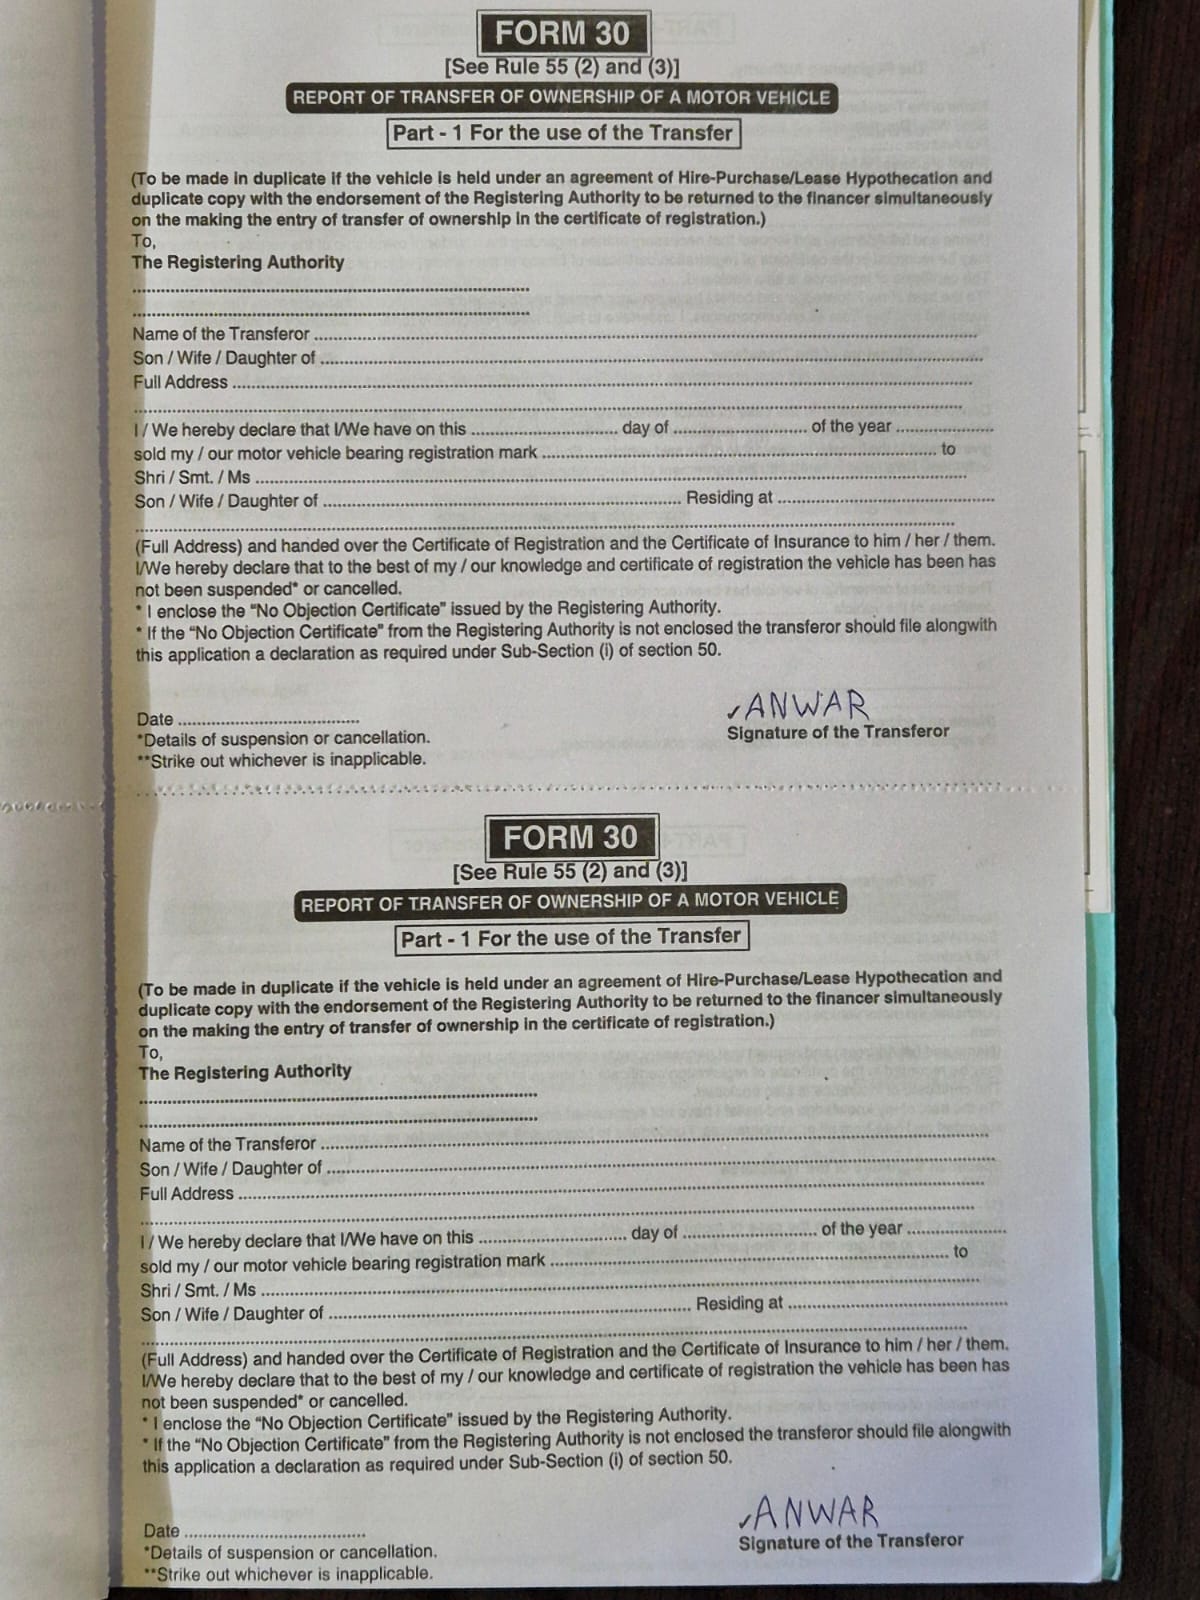 FORM 30
[See Rule 55 (2) and (3)]
REPORT OF TRANSFER OF OWNERSHIP OF A MOTOR VEHICLE
Part - 1 For the use of the Transfer
(To be made in duplicate if the vehicle is held under an agreement of Hire-Purchase/Lease Hypothecation and
duplicate copy with the endorsement of the Registering Authority to be returned to the financer simultaneously
on the making the entry of transfer of ownership in the certificate of registration.)
To,
The Registering Authority
Name of the Transferor
Son / Wife / Daughter of
Full Address
I / We hereby declare that I/We have on this ........ day of ........ of the year ........
sold my / our motor vehicle bearing registration mark ........ to
Shri / Smt. / Ms
Son / Wife / Daughter of ........ Residing at ........
(Full Address) and handed over the Certificate of Registration and the Certificate of Insurance to him / her / them.
I/We hereby declare that to the best of my / our knowledge and certificate of registration the vehicle has been has
not been suspended* or cancelled.
* I enclose the “No Objection Certificate” issued by the Registering Authority.
* If the “No Objection Certificate” from the Registering Authority is not enclosed the transferor should file alongwith
this application a declaration as required under Sub-Section (i) of section 50.
✓ANWAR
Date ........ Signature of the Transferor
*Details of suspension or cancellation.
**Strike out whichever is inapplicable.
FORM 30
[See Rule 55 (2) and (3)]
REPORT OF TRANSFER OF OWNERSHIP OF A MOTOR VEHICLE
Part - 1 For the use of the Transfer
(To be made in duplicate if the vehicle is held under an agreement of Hire-Purchase/Lease Hypothecation and
duplicate copy with the endorsement of the Registering Authority to be returned to the financer simultaneously
on the making the entry of transfer of ownership in the certificate of registration.)
To,
The Registering Authority
Name of the Transferor
Son / Wife / Daughter of
Full Address
I / We hereby declare that I/We have on this ........ day of ........ of the year ........
sold my / our motor vehicle bearing registration mark ........ to
Shri / Smt. / Ms
Son / Wife / Daughter of ........ Residing at ........
(Full Address) and handed over the Certificate of Registration and the Certificate of Insurance to him / her / them.
I/We hereby declare that to the best of my / our knowledge and certificate of registration the vehicle has been has
not been suspended* or cancelled.
* I enclose the “No Objection Certificate” issued by the Registering Authority.
* If the “No Objection Certificate” from the Registering Authority is not enclosed the transferor should file alongwith
this application a declaration as required under Sub-Section (i) of section 50.
✓ANWAR
Date ........ Signature of the Transferor
*Details of suspension or cancellation.
**Strike out whichever is inapplicable.